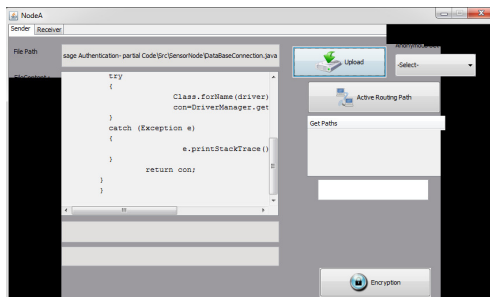 NodeA
Sender Receiver
File Path
sage Authentication- partial Code\Src\SensorNode\DataBaseConnection.java
Upload
-Select-
try
{
Class.forName(driver)
con=DriverManager.get
}
catch (Exception e)
{
e.printStackTrace()
}
return con;
}
}
Active Routing Path
Get Paths
Encryption